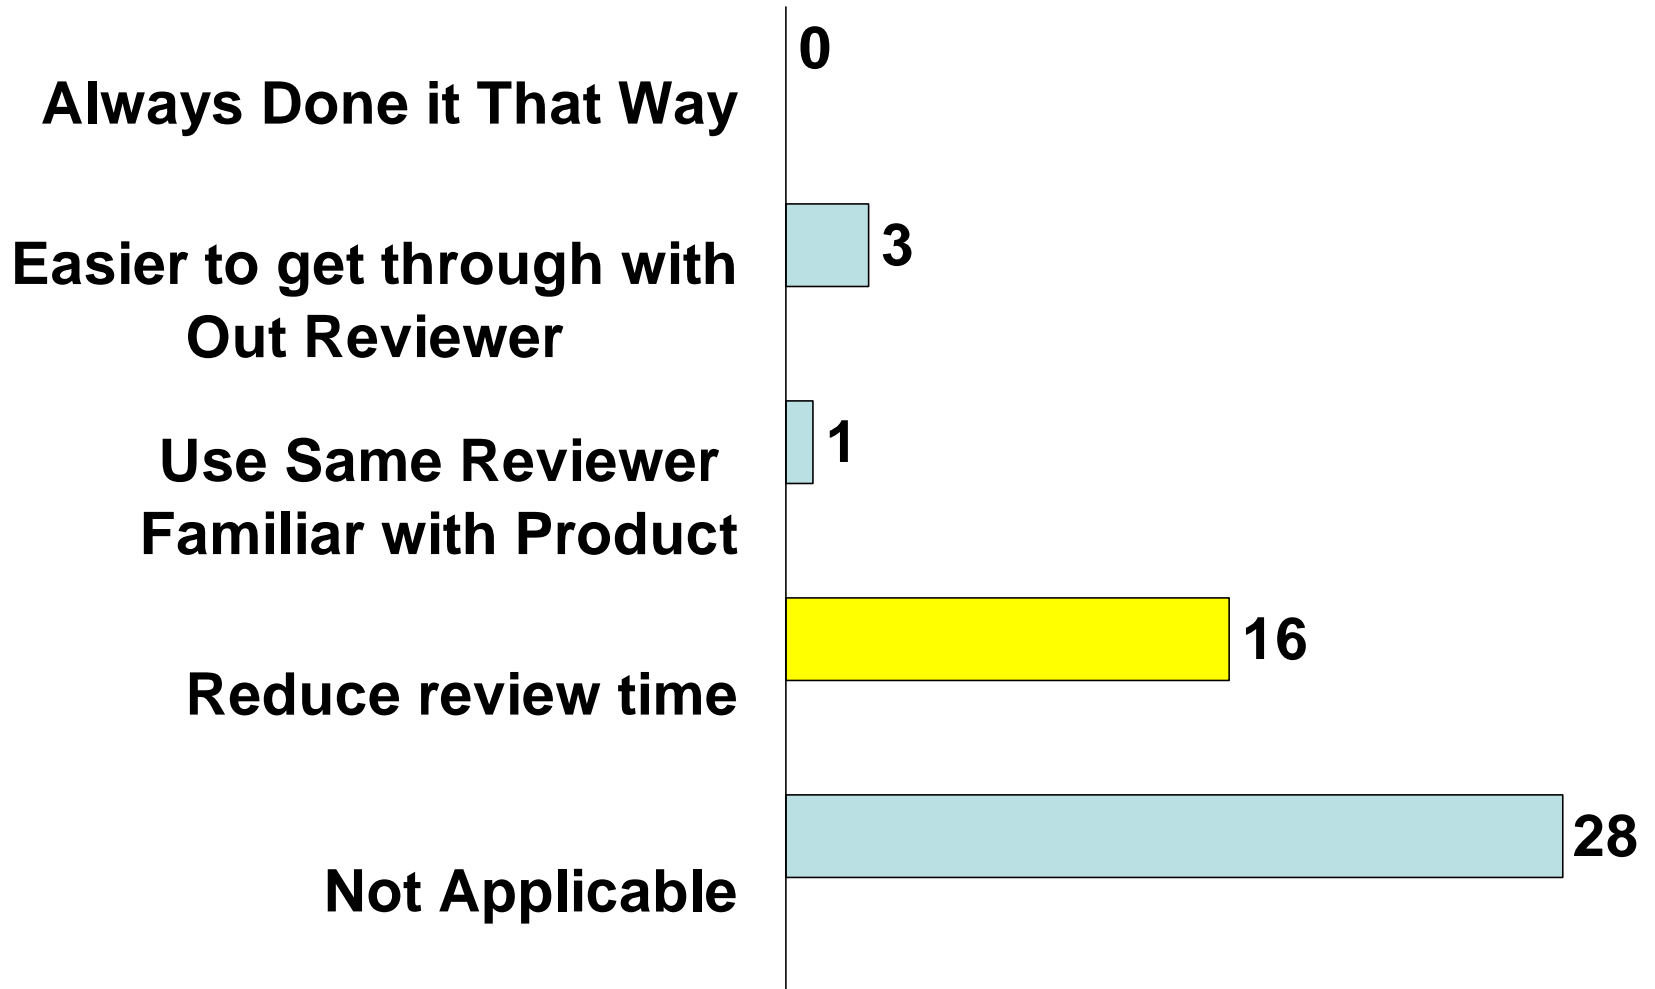 0
Always Done it That Way
3
Easier to get through with
Out Reviewer
1
Use Same Reviewer
Familiar with Product
16
Reduce review time
28
Not Applicable